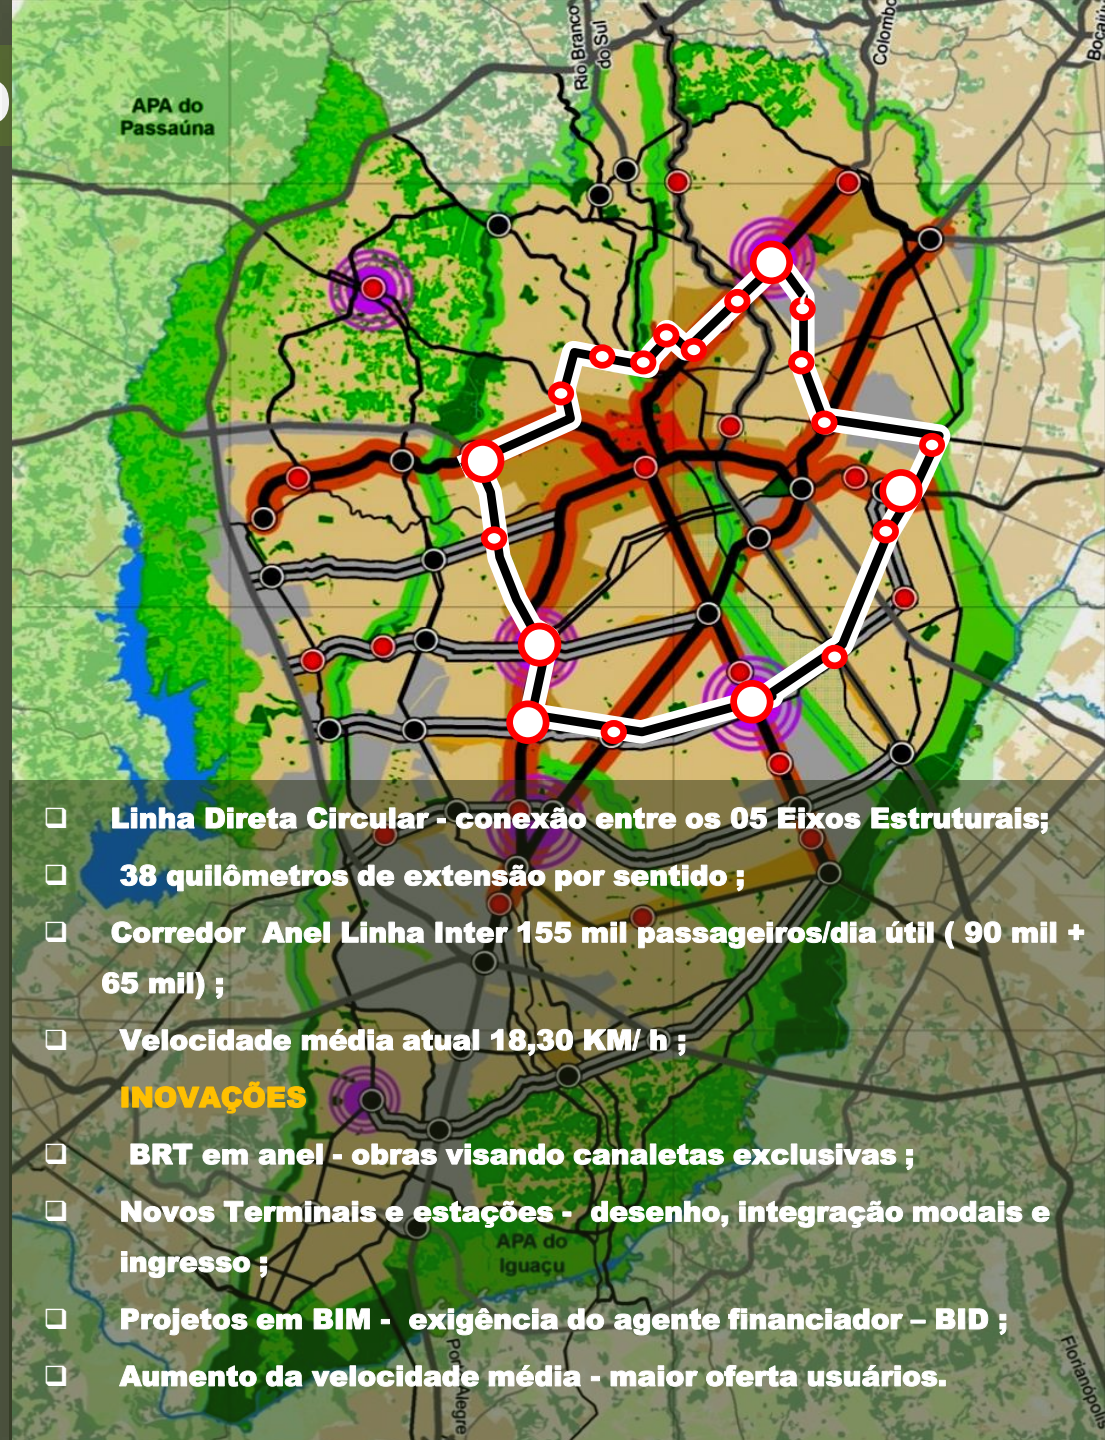 Rio Branco
do Sul
Colombo
Bocaiú
APA do
Passaúna
❑ Linha Direta Circular - conexão entre os 05 Eixos Estruturais;
❑ 38 quilômetros de extensão por sentido ;
❑ Corredor Anel Linha Inter 155 mil passageiros/dia útil ( 90 mil +
65 mil) ;
❑ Velocidade média atual 18,30 KM/ h ;
INOVAÇÕES
❑ BRT em anel - obras visando canaletas exclusivas ;
❑ Novos Terminais e estações - desenho, integração modais e
ingresso ;
APA do
Iguaçu
❑ Projetos em BIM - exigência do agente financiador – BID ;
❑ Aumento da velocidade média - maior oferta usuários.
Alegre
Florianópolis